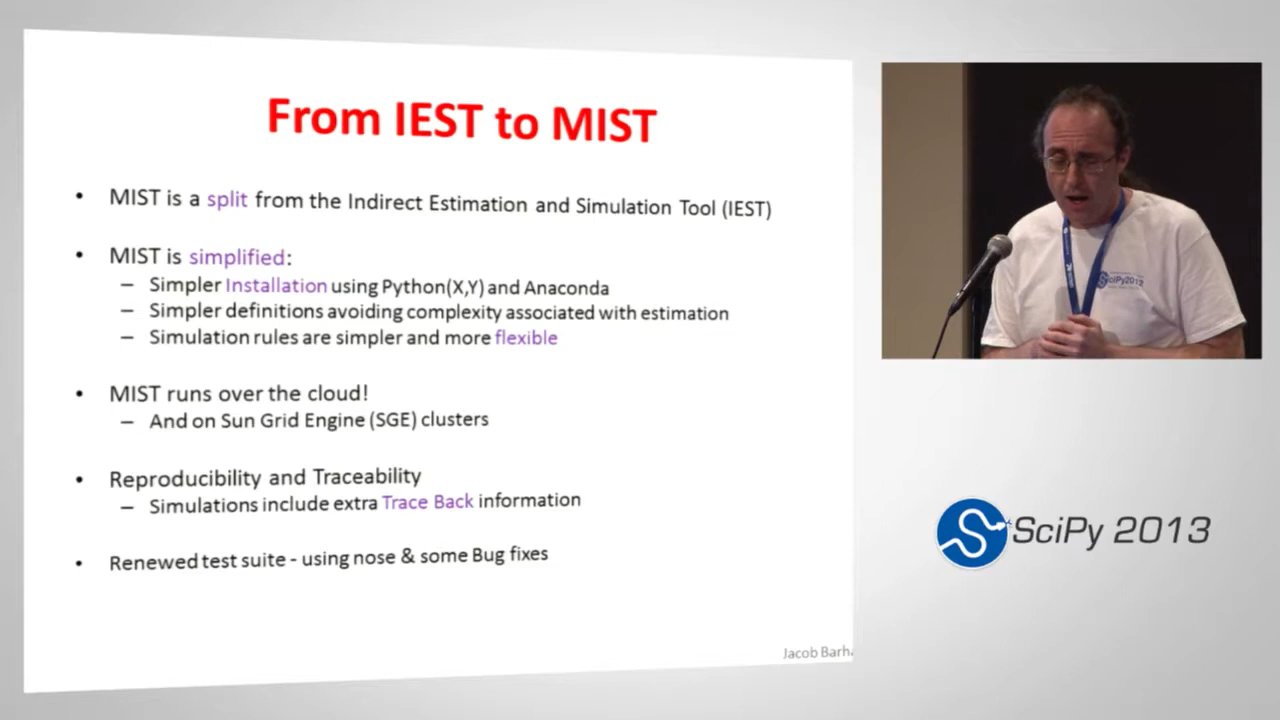 From IEST to MIST
• MIST is a split from the Indirect Estimation and Simulation Tool (IEST)
• MIST is simplified:
– Simpler Installation using Python(X,Y) and Anaconda
– Simpler definitions avoiding complexity associated with estimation
– Simulation rules are simpler and more flexible
• MIST runs over the cloud!
– And on Sun Grid Engine (SGE) clusters
• Reproducibility and Traceability
– Simulations include extra Trace Back information
• Renewed test suite - using nose & some Bug fixes
Jacob Barha
SciPy2013
SciPy 2013